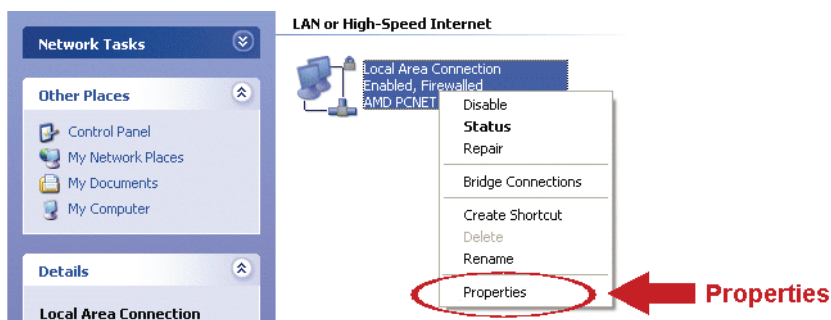 Network Tasks
Other Places
Control Panel
My Network Places
My Documents
My Computer
Details
Local Area Connection
LAN or High-Speed Internet
Local Area Connection
Enabled, Firewalled
AMD PCNET
Disable
Status
Repair
Bridge Connections
Create Shortcut
Delete
Rename
Properties
Properties